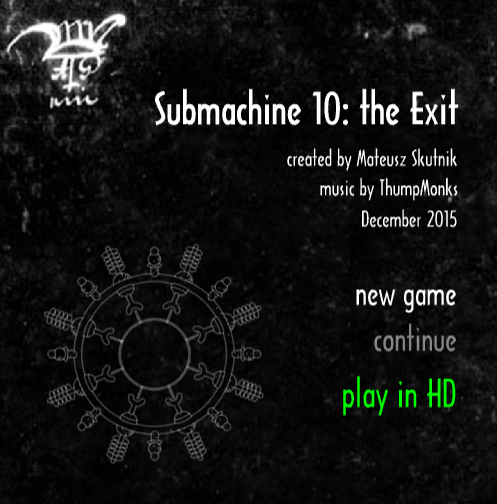 Submachine 10: the Exit
created by Mateusz Skutnik
music by ThumpMonks
December 2015
new game
continue
play in HD